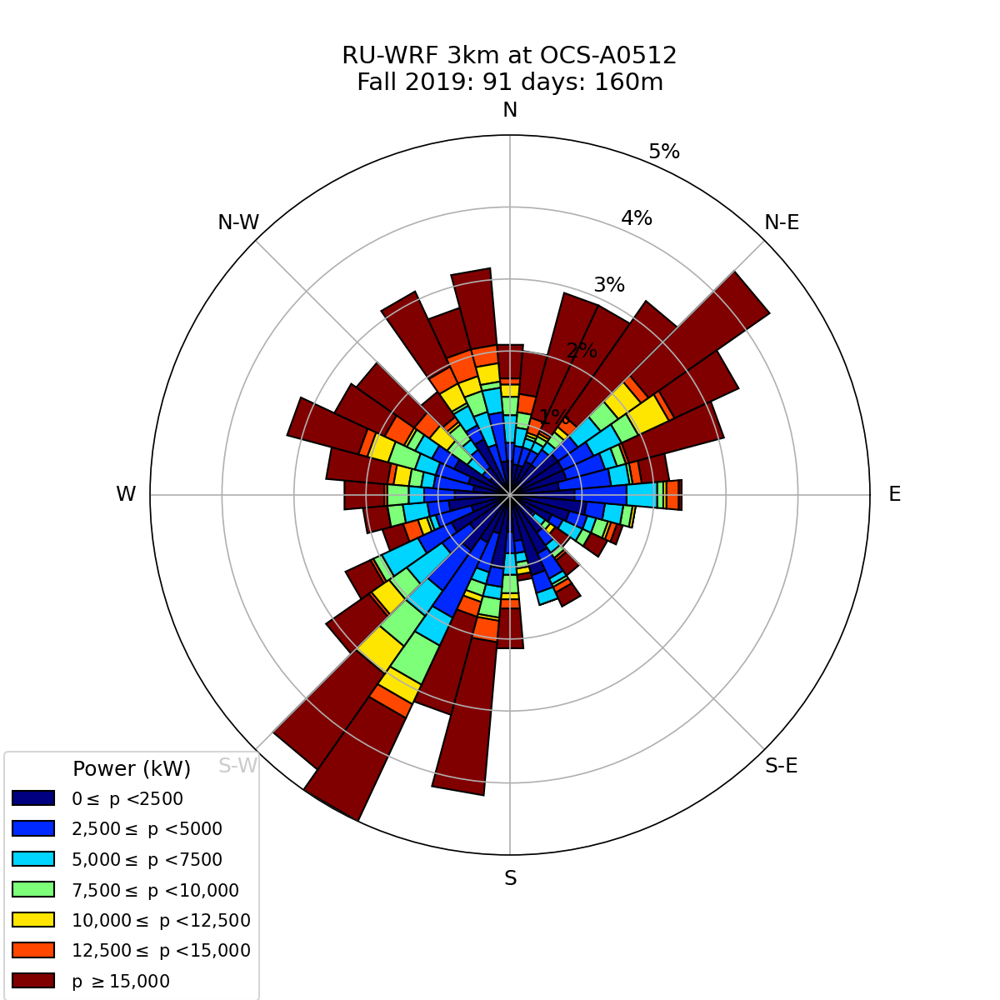 RU-WRF 3km at OCS-A0512
Fall 2019: 91 days: 160m
N
5%
N-W
4%
N-E
3%
2%
1%
W
E
S-W
S-E
S
Power (kW)
0≤ p <2500
2,500≤ p <5000
5,000≤ p <7500
7,500≤ p <10,000
10,000≤ p <12,500
12,500≤ p <15,000
p ≥15,000